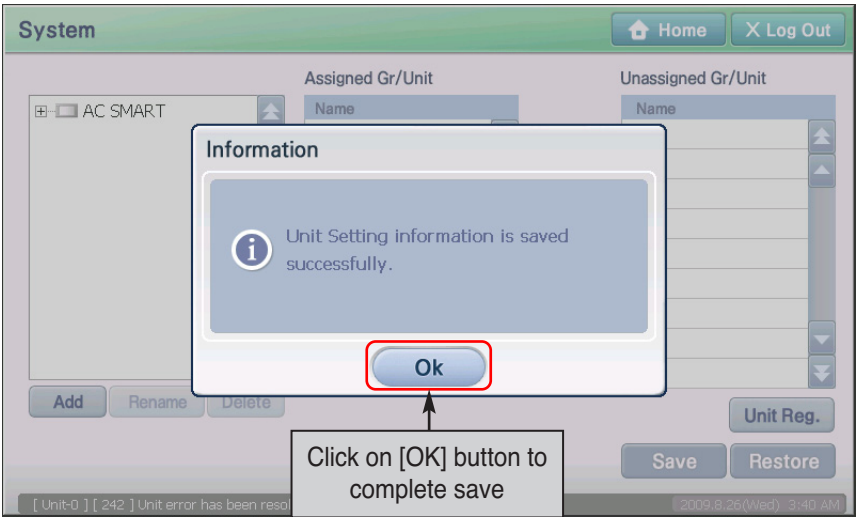 System
Home
X Log Out
Assigned Gr/Unit
Unassigned Gr/Unit
AC SMART
Name
Name
Information
Unit Setting information is saved
successfully.
Ok
Add
Rename
Delete
Unit Reg.
Click on [OK] button to
complete save
Save
Restore
[ Unit-0 ] [ 242 ] Unit error has been resol
2009.8.26(Wed) 3:40 AM